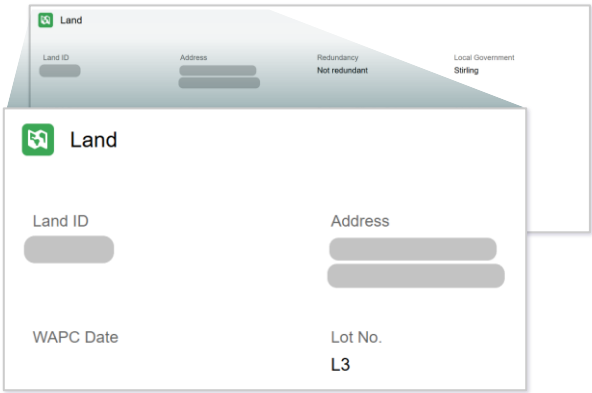 Land
Land ID Address Redundancy Local Government
Not redundant Stirling
Land
Land ID Address
WAPC Date Lot No.
L3